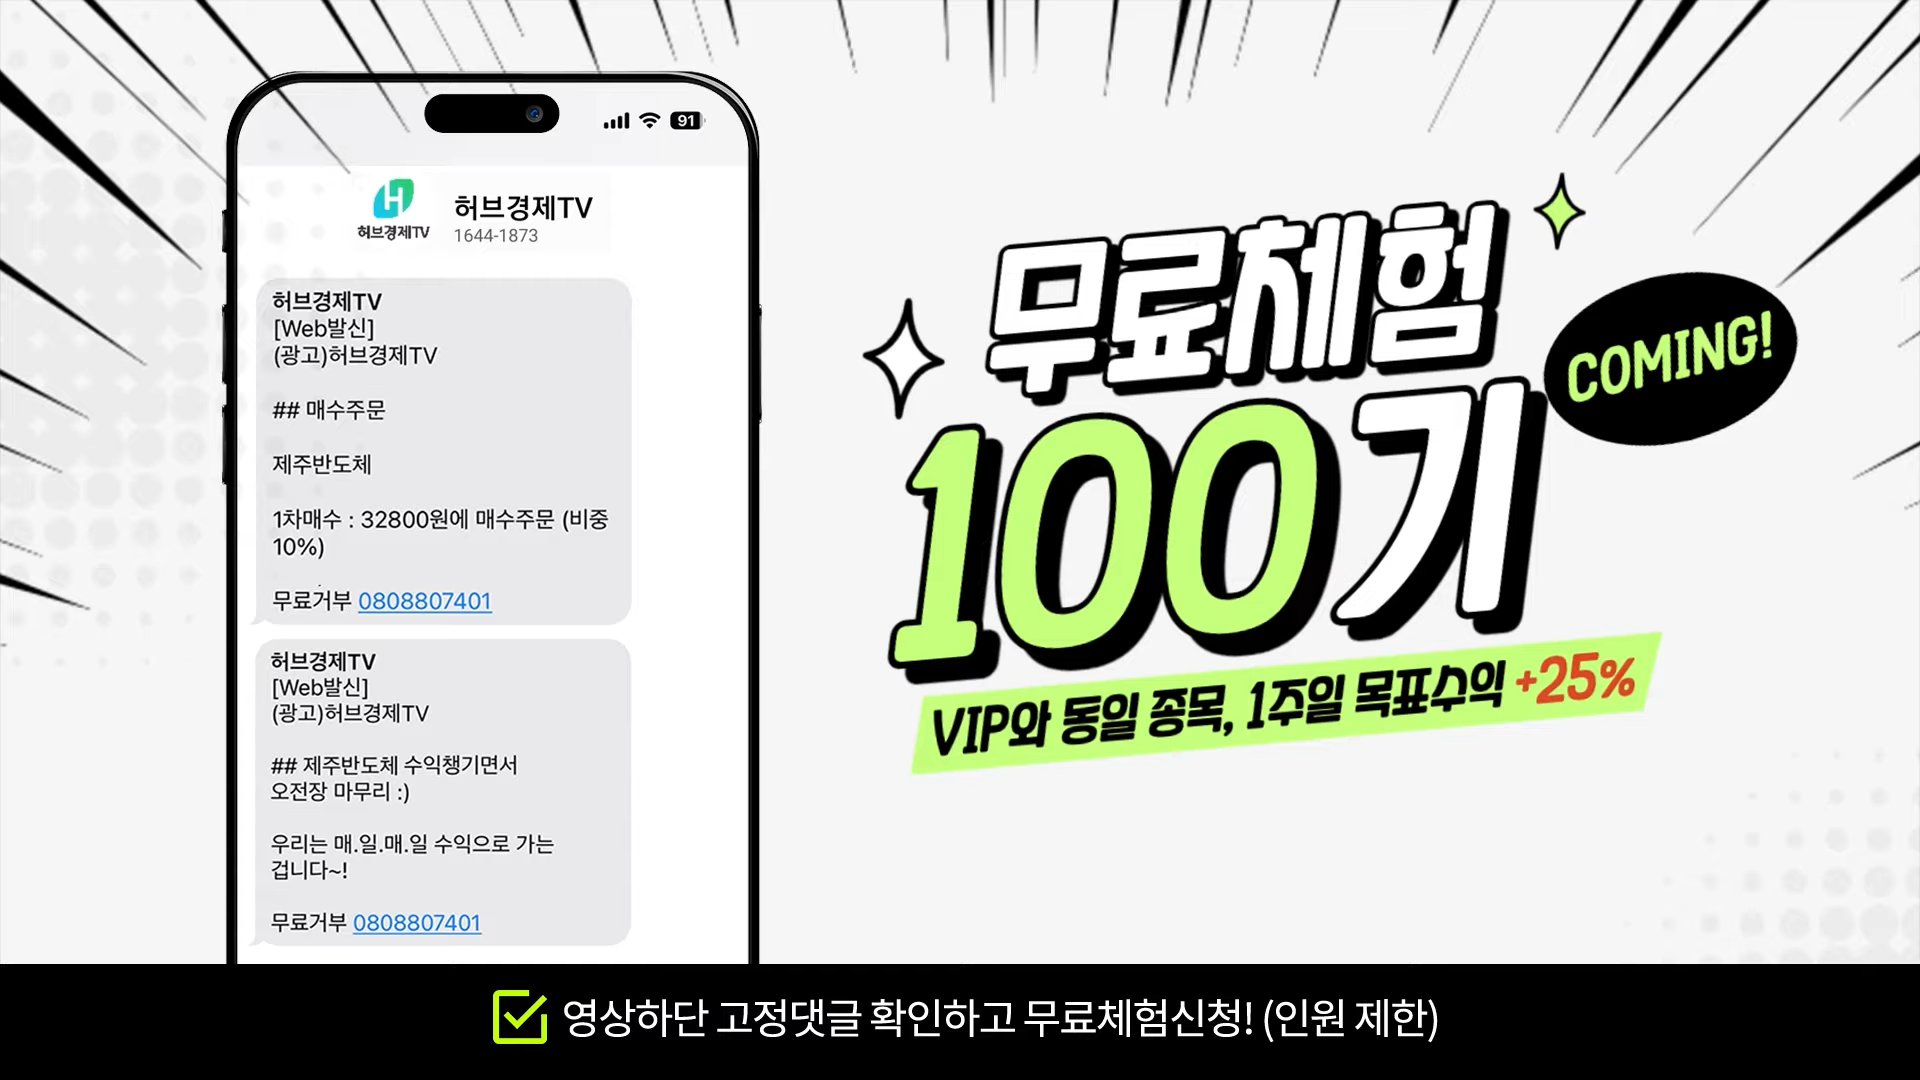 91
허브경제TV
허브경제TV
1644-1873
허브경제TV
[Web발신]
(광고)허브경제TV
## 매수주문
제주반도체
1차매수 : 32800원에 매수주문 (비중
10%)
무료거부 0808807401
허브경제TV
[Web발신]
(광고)허브경제TV
## 제주반도체 수익챙기면서
오전장 마무리 :)
우리는 매.일.매.일 수익으로 가는
겁니다~!
무료거부 0808807401
무료체험
100기
COMING!
VIP와 동일 종목, 1주일 목표수익 +25%
영상하단 고정댓글 확인하고 무료체험신청! (인원 제한)